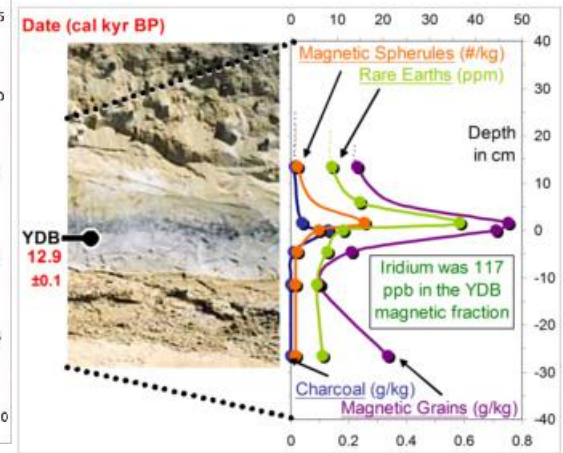 Date (cal kyr BP)
0 10 20 30 40 50
Magnetic Spherules (#/kg)
Rare Earths (ppm)
Depth
in cm
40
30
20
10
0
-10
-20
-30
-40
YDB
12.9
±0.1
Iridium was 117
ppb in the YDB
magnetic fraction
Charcoal (g/kg)
Magnetic Grains (g/kg)
0 0.2 0.4 0.6 0.8
5
0